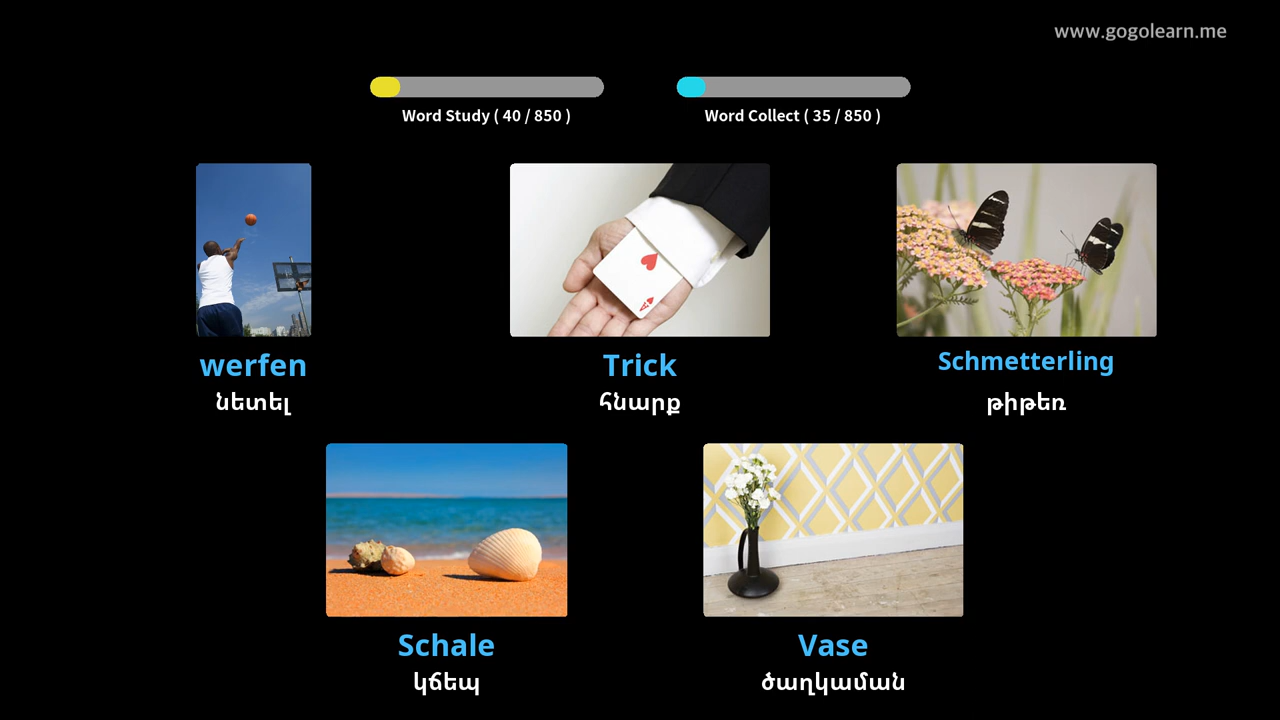 www.gogolearn.me
Word Study ( 40 / 850 )
Word Collect ( 35 / 850 )
werfen
նետել
Trick
հնարք
Schmetterling
թիթեռ
Schale
կճեպ
Vase
ծաղկաման